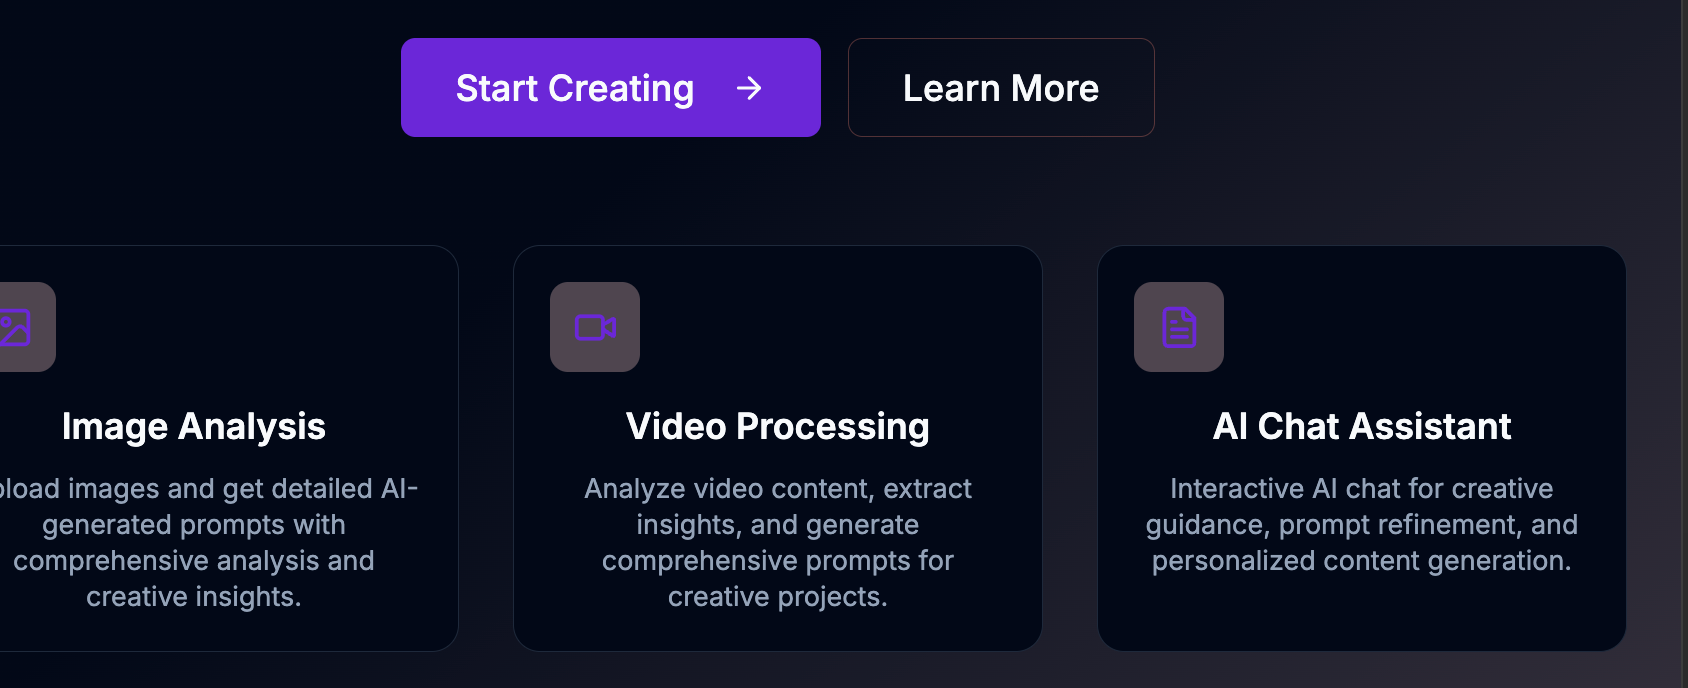 Start Creating
Learn More
Image Analysis
load images and get detailed AI-
generated prompts with
comprehensive analysis and
creative insights.
Video Processing
Analyze video content, extract
insights, and generate
comprehensive prompts for
creative projects.
AI Chat Assistant
Interactive AI chat for creative
guidance, prompt refinement, and
personalized content generation.